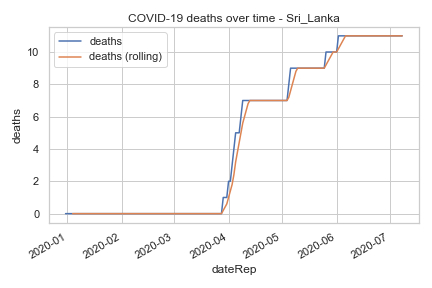 COVID-19 deaths over time - Sri_Lanka
deaths
deaths (rolling)
deaths
10
8
6
4
2
0
2020-01
2020-02
2020-03
2020-04
2020-05
2020-06
2020-07
dateRep